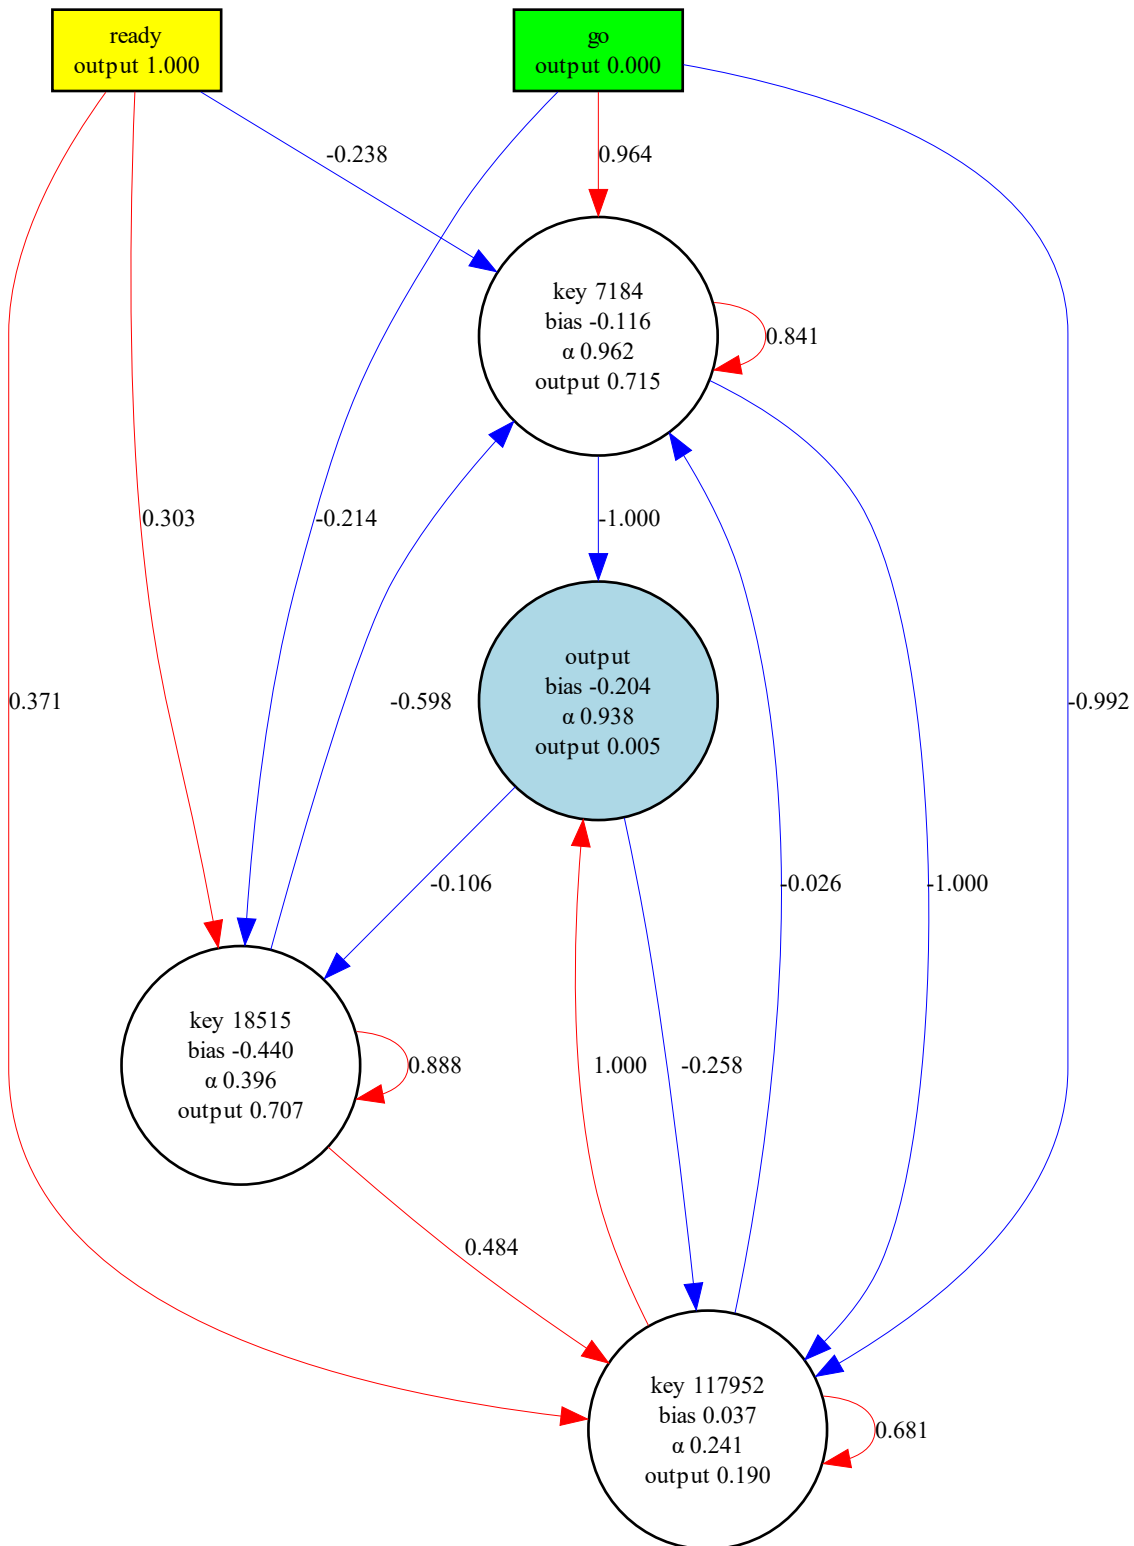 ready
output 1.000
go
output 0.000
-0.238
0.964
key 7184
bias -0.116
α 0.962
output 0.715
0.841
0.303
-0.214
-1.000
output
bias -0.204
α 0.938
output 0.005
0.371
-0.598
-0.992
-0.106
-0.026
-1.000
key 18515
bias -0.440
α 0.396
output 0.707
0.888
1.000
-0.258
0.484
key 117952
bias 0.037
α 0.241
output 0.190
0.681